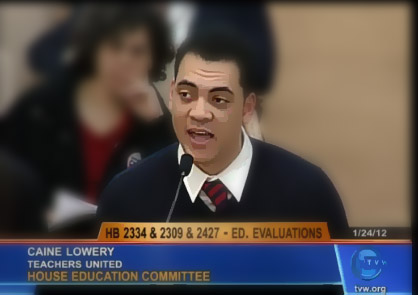 HB 2334 & 2309 & 2427 - ED. EVALUATIONS
1/24/12
CAINE LOWERY
TEACHERS UNITED
HOUSE EDUCATION COMMITTEE
TVW
tvw.org